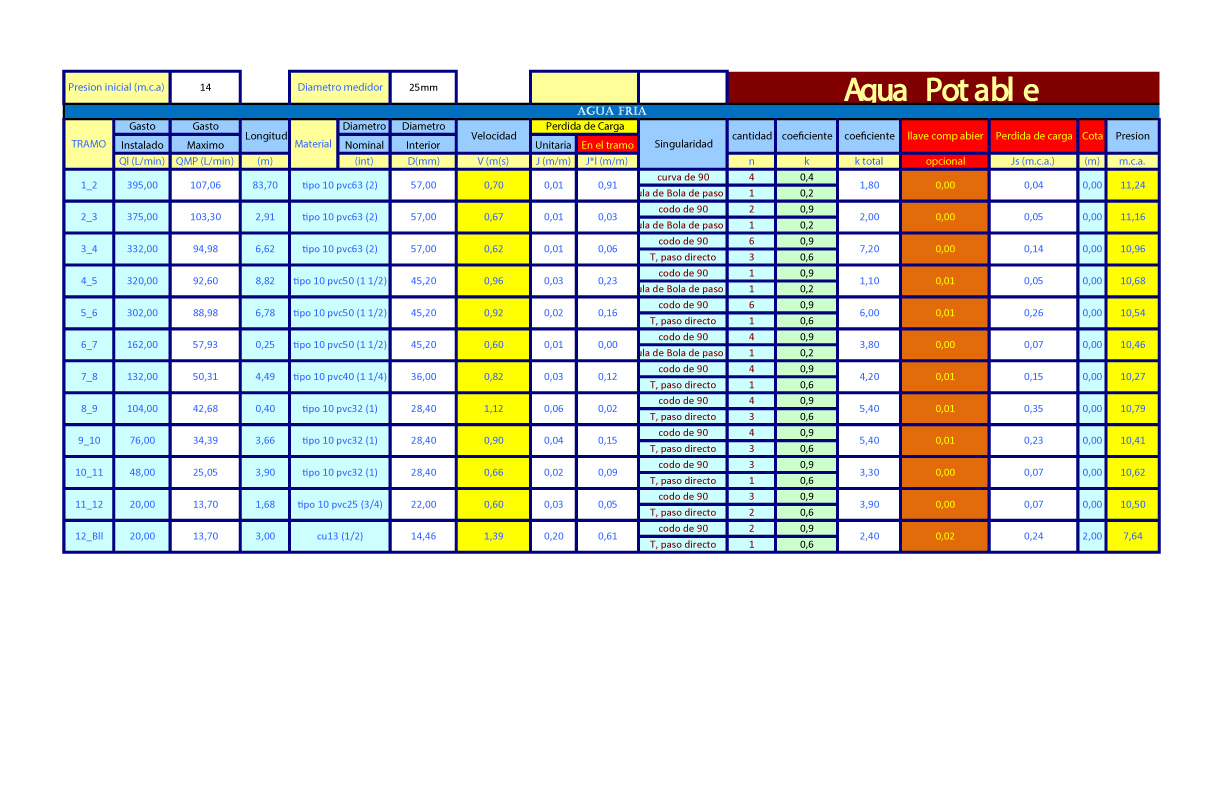 Presion inicial (m.c.a) 14 Diametro medidor 25mm Agua Potable
AGUA FRIA
TRAMO Gasto Gasto Longitud Material Diametro Diametro Velocidad Perdida de Carga Singularidad cantidad coeficiente coeficiente llave comp abier Perdida de carga Cota Presion
Instalado Maximo Nominal Interior Unitaria En el tramo
QI (L/min) QMP (L/min) (m) (int) D(mm) V (m(s) J (m/m) J*l (m/m) n k k total opcional Js (m.c.a.) (m) m.c.a.
1_2 395,00 107,06 83,70 tipo 10 pvc63 (2) 57,00 0,70 0,01 0,91 curva de 90 4 0,4 1,80 0,00 0,04 0,00 11,24
ula de Bola de paso 1 0,2
2_3 375,00 103,30 2,91 tipo 10 pvc63 (2) 57,00 0,67 0,01 0,03 codo de 90 2 0,9 2,00 0,00 0,05 0,00 11,16
ula de Bola de paso 1 0,2
3_4 332,00 94,98 6,62 tipo 10 pvc63 (2) 57,00 0,62 0,01 0,06 codo de 90 6 0,9 7,20 0,00 0,14 0,00 10,96
T, paso directo 3 0,6
4_5 320,00 92,60 8,82 tipo 10 pvc50 (1 1/2) 45,20 0,96 0,03 0,23 codo de 90 1 0,9 1,10 0,01 0,05 0,00 10,68
ula de Bola de paso 1 0,2
5_6 302,00 88,98 6,78 tipo 10 pvc50 (1 1/2) 45,20 0,92 0,02 0,16 codo de 90 6 0,9 6,00 0,01 0,26 0,00 10,54
T, paso directo 1 0,6
6_7 162,00 57,93 0,25 tipo 10 pvc50 (1 1/2) 45,20 0,60 0,01 0,00 codo de 90 4 0,9 3,80 0,00 0,07 0,00 10,46
ula de Bola de paso 1 0,2
7_8 132,00 50,31 4,49 tipo 10 pvc40 (1 1/4) 36,00 0,82 0,03 0,12 codo de 90 4 0,9 4,20 0,01 0,15 0,00 10,27
T, paso directo 1 0,6
8_9 104,00 42,68 0,40 tipo 10 pvc32 (1) 28,40 1,12 0,06 0,02 codo de 90 4 0,9 5,40 0,01 0,35 0,00 10,79
T, paso directo 3 0,6
9_10 76,00 34,39 3,66 tipo 10 pvc32 (1) 28,40 0,90 0,04 0,15 codo de 90 4 0,9 5,40 0,01 0,23 0,00 10,41
T, paso directo 3 0,6
10_11 48,00 25,05 3,90 tipo 10 pvc32 (1) 28,40 0,66 0,02 0,09 codo de 90 3 0,9 3,30 0,00 0,07 0,00 10,62
T, paso directo 1 0,6
11_12 20,00 13,70 1,68 tipo 10 pvc25 (3/4) 22,00 0,60 0,03 0,05 codo de 90 3 0,9 3,90 0,00 0,07 0,00 10,50
T, paso directo 2 0,6
12_Bll 20,00 13,70 3,00 cu13 (1/2) 14,46 1,39 0,20 0,61 codo de 90 2 0,9 2,40 0,02 0,24 2,00 7,64
T, paso directo 1 0,6